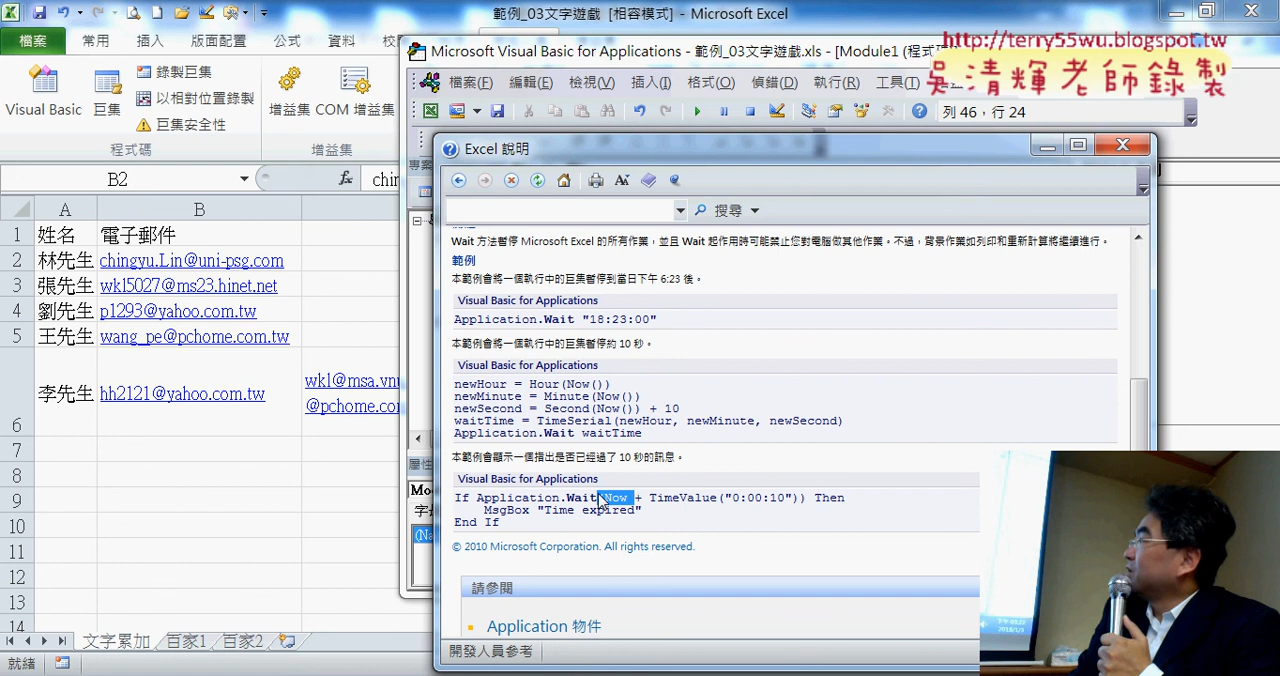 範例_03文字遊戲 [相容模式] - Microsoft Excel
檔案 常用 插入 版面配置 公式 資料
Visual Basic 巨集 錄製巨集 以相對位置錄製 巨集安全性 增益集 COM 增益集
程式碼 增益集
B2 fx
A B
1 姓名 電子郵件
2 林先生 chingyu.Lin@uni-psg.com
3 張先生 wkl5027@ms23.hinet.net
4 劉先生 p1293@yahoo.com.tw
5 王先生 wang_pe@pchome.com.tw
6 李先生 hh2121@yahoo.com.tw
7
8
9
10
11
12
13
14
文字累加 百家1 百家2
就緒
Microsoft Visual Basic for Applications - 範例_03文字遊戲.xls - [Module1
http://terry55wu.blogspot.tw
吳清輝老師錄製
檔案(F) 編輯(E) 檢視(V) 插入(I) 格式(O) 偵錯(D) 執行(R) 工具(T)
列 46，行 24
Excel 說明
搜尋
Wait 方法暫停 Microsoft Excel 的所有作業，並且 Wait 起作用時可能禁止您對電腦做其他作業。不過，背景作業如列印和重新計算將繼續進行。
範例
本範例會將一個執行中的巨集暫停到當日下午 6:23 後。
Visual Basic for Applications
Application.Wait "18:23:00"
本範例會將一個執行中的巨集暫停約 10 秒。
Visual Basic for Applications
newHour = Hour(Now())
newMinute = Minute(Now())
newSecond = Second(Now()) + 10
waitTime = TimeSerial(newHour, newMinute, newSecond)
Application.Wait waitTime
本範例會顯示一個指出是否已經過了 10 秒的訊息。
Visual Basic for Applications
If Application.Wait(Now + TimeValue("0:00:10")) Then
MsgBox "Time expired"
End If
© 2010 Microsoft Corporation. All rights reserved.
請參閱
Application 物件
開發人員參考